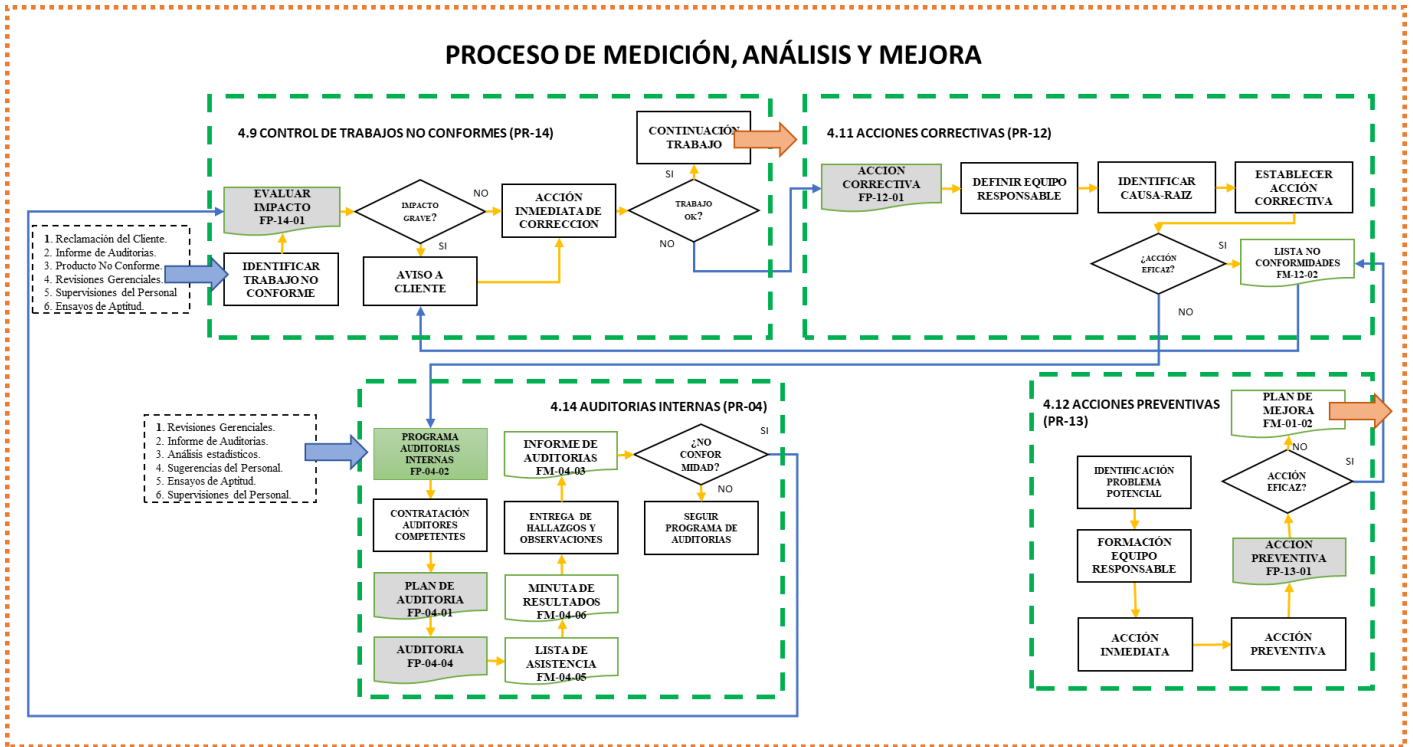 PROCESO DE MEDICIÓN, ANÁLISIS Y MEJORA
4.9 CONTROL DE TRABAJOS NO CONFORMES (PR-14)
CONTINUACIÓN
TRABAJO
EVALUAR
IMPACTO
FP-14-01
IMPACTO
GRAVE?
NO
SI
ACCIÓN
INMEDIATA DE
CORRECCION
SI
TRABAJO
OK?
NO
1. Reclamación del Cliente.
2. Informe de Auditorias.
3. Producto No Conforme.
4. Revisiones Gerenciales.
5. Supervisiones del Personal
6. Ensayos de Aptitud.
IDENTIFICAR
TRABAJO NO
CONFORME
AVISO A
CLIENTE
4.11 ACCIONES CORRECTIVAS (PR-12)
ACCION
CORRECTIVA
FP-12-01
DEFINIR EQUIPO
RESPONSABLE
IDENTIFICAR
CAUSA-RAIZ
ESTABLECER
ACCIÓN
CORRECTIVA
¿ACCIÓN
EFICAZ?
SI
NO
LISTA NO
CONFORMIDADES
FM-12-02
4.14 AUDITORIAS INTERNAS (PR-04)
1. Revisiones Gerenciales.
2. Informe de Auditorias.
3. Análisis estadísticos.
4. Sugerencias del Personal.
5. Ensayos de Aptitud.
6. Supervisiones del Personal.
PROGRAMA
AUDITORIAS
INTERNAS
FP-04-02
INFORME DE
AUDITORIAS
FM-04-03
¿NO
CONFOR
MIDAD?
SI
NO
CONTRATACIÓN
AUDITORES
COMPETENTES
ENTREGA DE
HALLAZGOS Y
OBSERVACIONES
SEGUIR
PROGRAMA DE
AUDITORIAS
PLAN DE
AUDITORIA
FP-04-01
MINUTA DE
RESULTADOS
FM-04-06
AUDITORIA
FP-04-04
LISTA DE
ASISTENCIA
FM-04-05
4.12 ACCIONES PREVENTIVAS
(PR-13)
PLAN DE
MEJORA
FM-01-02
NO
SI
IDENTIFICACIÓN
PROBLEMA
POTENCIAL
ACCIÓN
EFICAZ?
FORMACIÓN
EQUIPO
RESPONSABLE
ACCION
PREVENTIVA
FP-13-01
ACCIÓN
INMEDIATA
ACCIÓN
PREVENTIVA